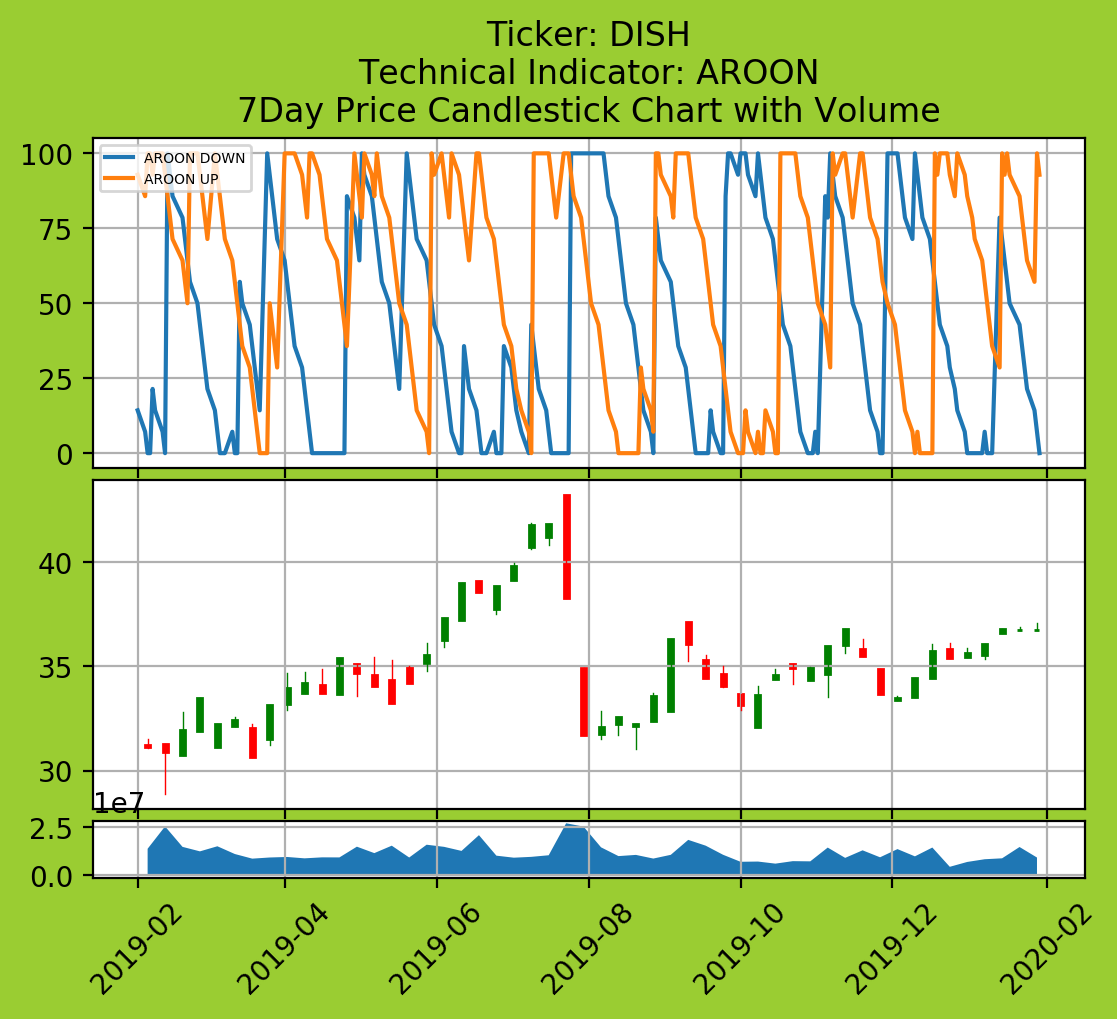 Ticker: DISH
Technical Indicator: AROON
7Day Price Candlestick Chart with Volume
100
75
50
25
0
AROON DOWN
AROON UP
40
35
30
1e7
2.5
0.0
2019-02
2019-04
2019-06
2019-08
2019-10
2019-12
2020-02